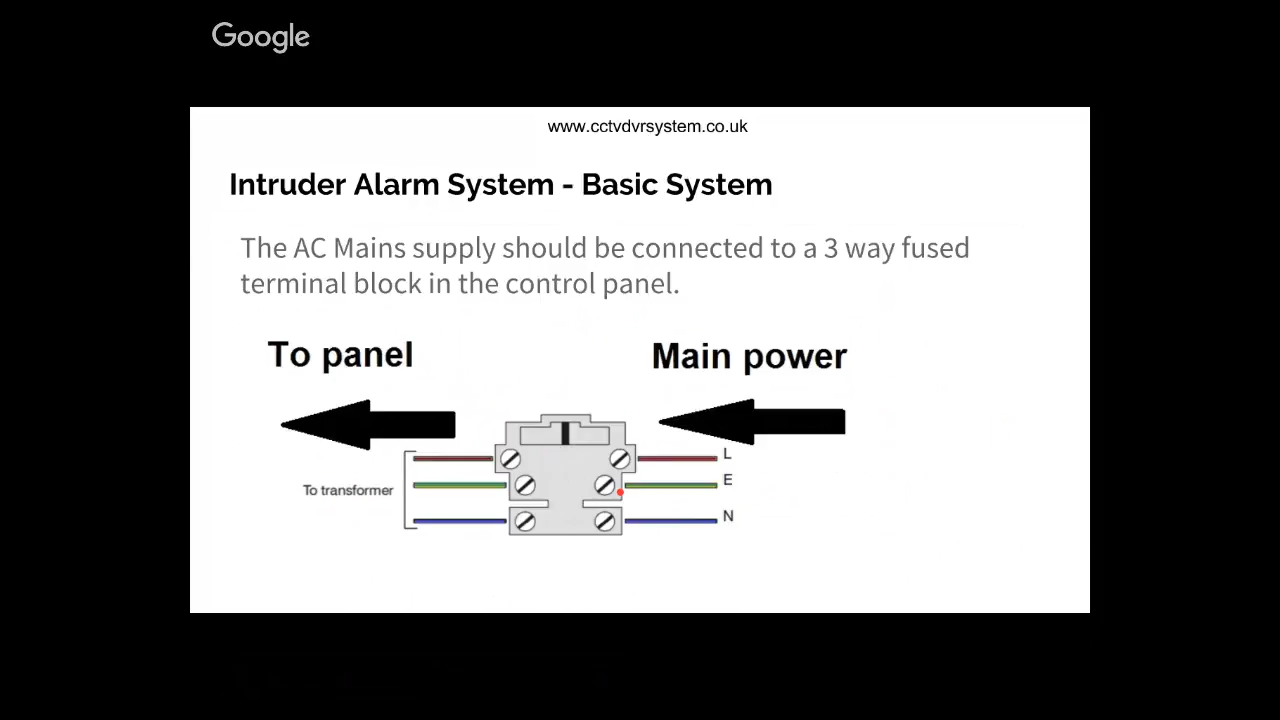 Google
www.cctvdvrsystem.co.uk
Intruder Alarm System - Basic System
The AC Mains supply should be connected to a 3 way fused
terminal block in the control panel.
To panel
Main power
L
E
To transformer
N